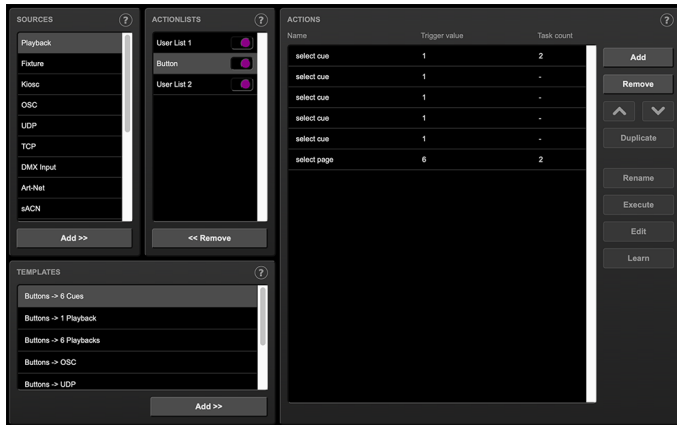 SOURCES ?
Playback
Fixture
Kiosc
OSC
UDP
TCP
DMX Input
Art-Net
sACN
Add >>
ACTIONLISTS ?
User List 1
Button
User List 2
<< Remove
TEMPLATES ?
Buttons -> 6 Cues
Buttons -> 1 Playback
Buttons -> 6 Playbacks
Buttons -> OSC
Buttons -> UDP
Add >>
ACTIONS ?
Name Trigger value Task count
select cue 1 2
select cue 1 -
select cue 1 -
select cue 1 -
select cue 1 -
select page 6 2
Add
Remove
Duplicate
Rename
Execute
Edit
Learn